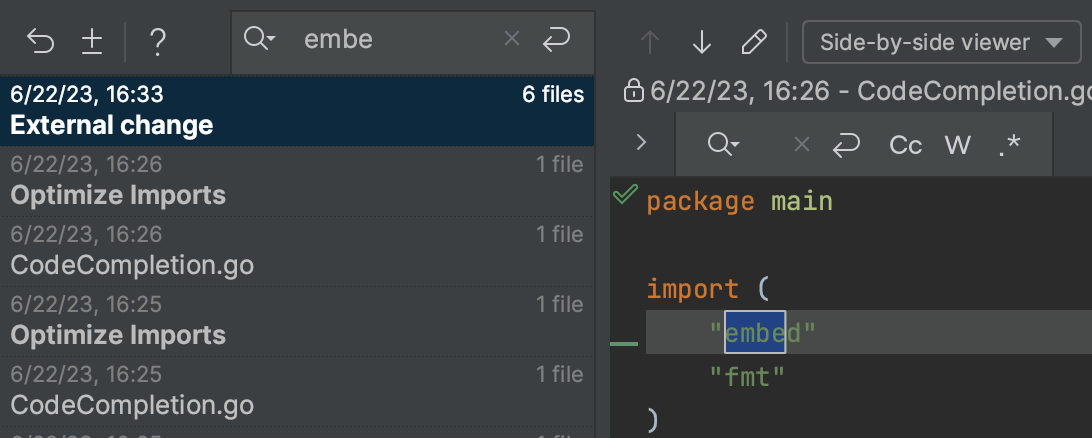 embe
Side-by-side viewer
6/22/23, 16:33 6 files
External change
6/22/23, 16:26 1 file
Optimize Imports
6/22/23, 16:26 1 file
CodeCompletion.go
6/22/23, 16:25 1 file
Optimize Imports
6/22/23, 16:25 1 file
CodeCompletion.go
6/22/23, 16:26 - CodeCompletion.go
Cc W .*
package main
import (
"embed"
"fmt"
)